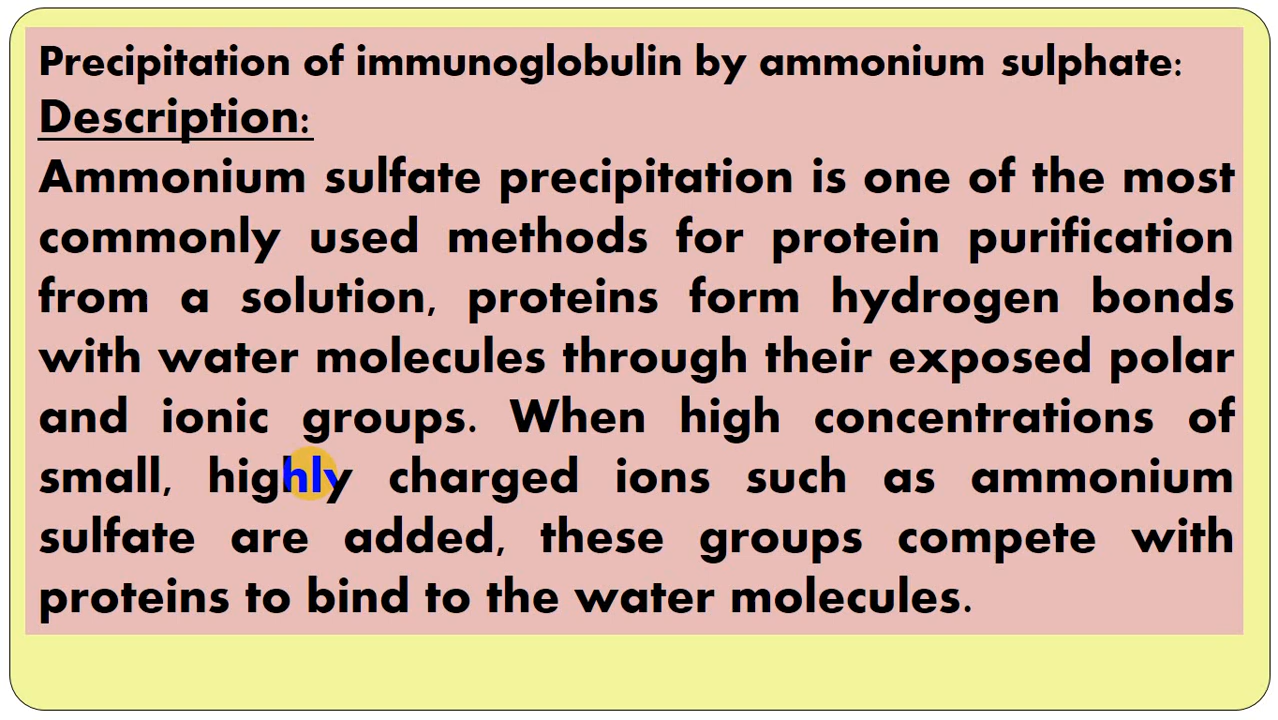 Precipitation of immunoglobulin by ammonium sulphate:
Description:
Ammonium sulfate precipitation is one of the most
commonly used methods for protein purification
from a solution, proteins form hydrogen bonds
with water molecules through their exposed polar
and ionic groups. When high concentrations of
small, highly charged ions such as ammonium
sulfate are added, these groups compete with
proteins to bind to the water molecules.